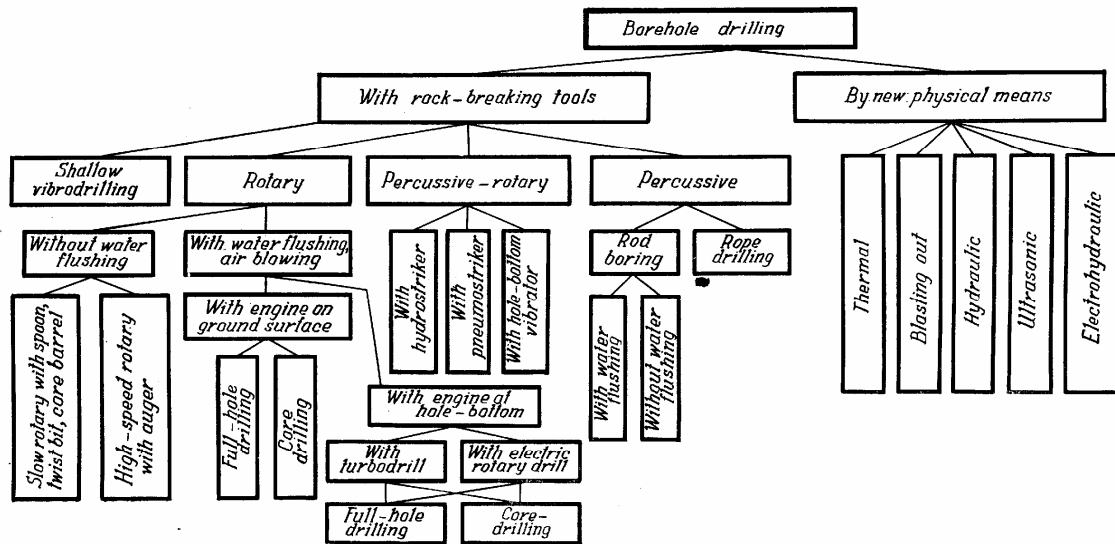 Borehole drilling
With rock-breaking tools
By new physical means
Shallow
vibrodrilling
Rotary
Percussive-rotary
Percussive
Without water
flushing
With water flushing,
air blowing
With
hydrostriker
With
pneumostriker
With hole-bottom
vibrator
Rod
boring
Rope
drilling
Thermal
Blasting out
Hydraulic
Ultrasonic
Electrohydraulic
Slow rotary with spoon,
twist bit, core barrel
High-speed rotary
with auger
With engine on
ground surface
Full-hole
drilling
Core
drilling
With water
flushing
Without water
flushing
With engine at
hole-bottom
With
turbodrill
With electric
rotary drill
Full-hole
drilling
Core-
drilling